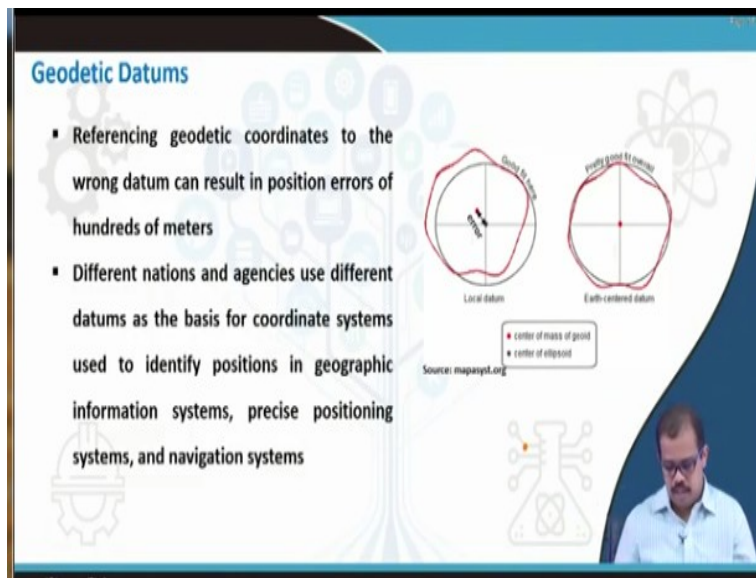 Geodetic Datums
▪ Referencing geodetic coordinates to the
wrong datum can result in position errors of
hundreds of meters
▪ Different nations and agencies use different
datums as the basis for coordinate systems
used to identify positions in geographic
information systems, precise positioning
systems, and navigation systems
Good fit here
error
Local datum
Pretty good fit overall
Earth-centered datum
center of mass of geoid
center of ellipsoid
Source: mapasyst.org